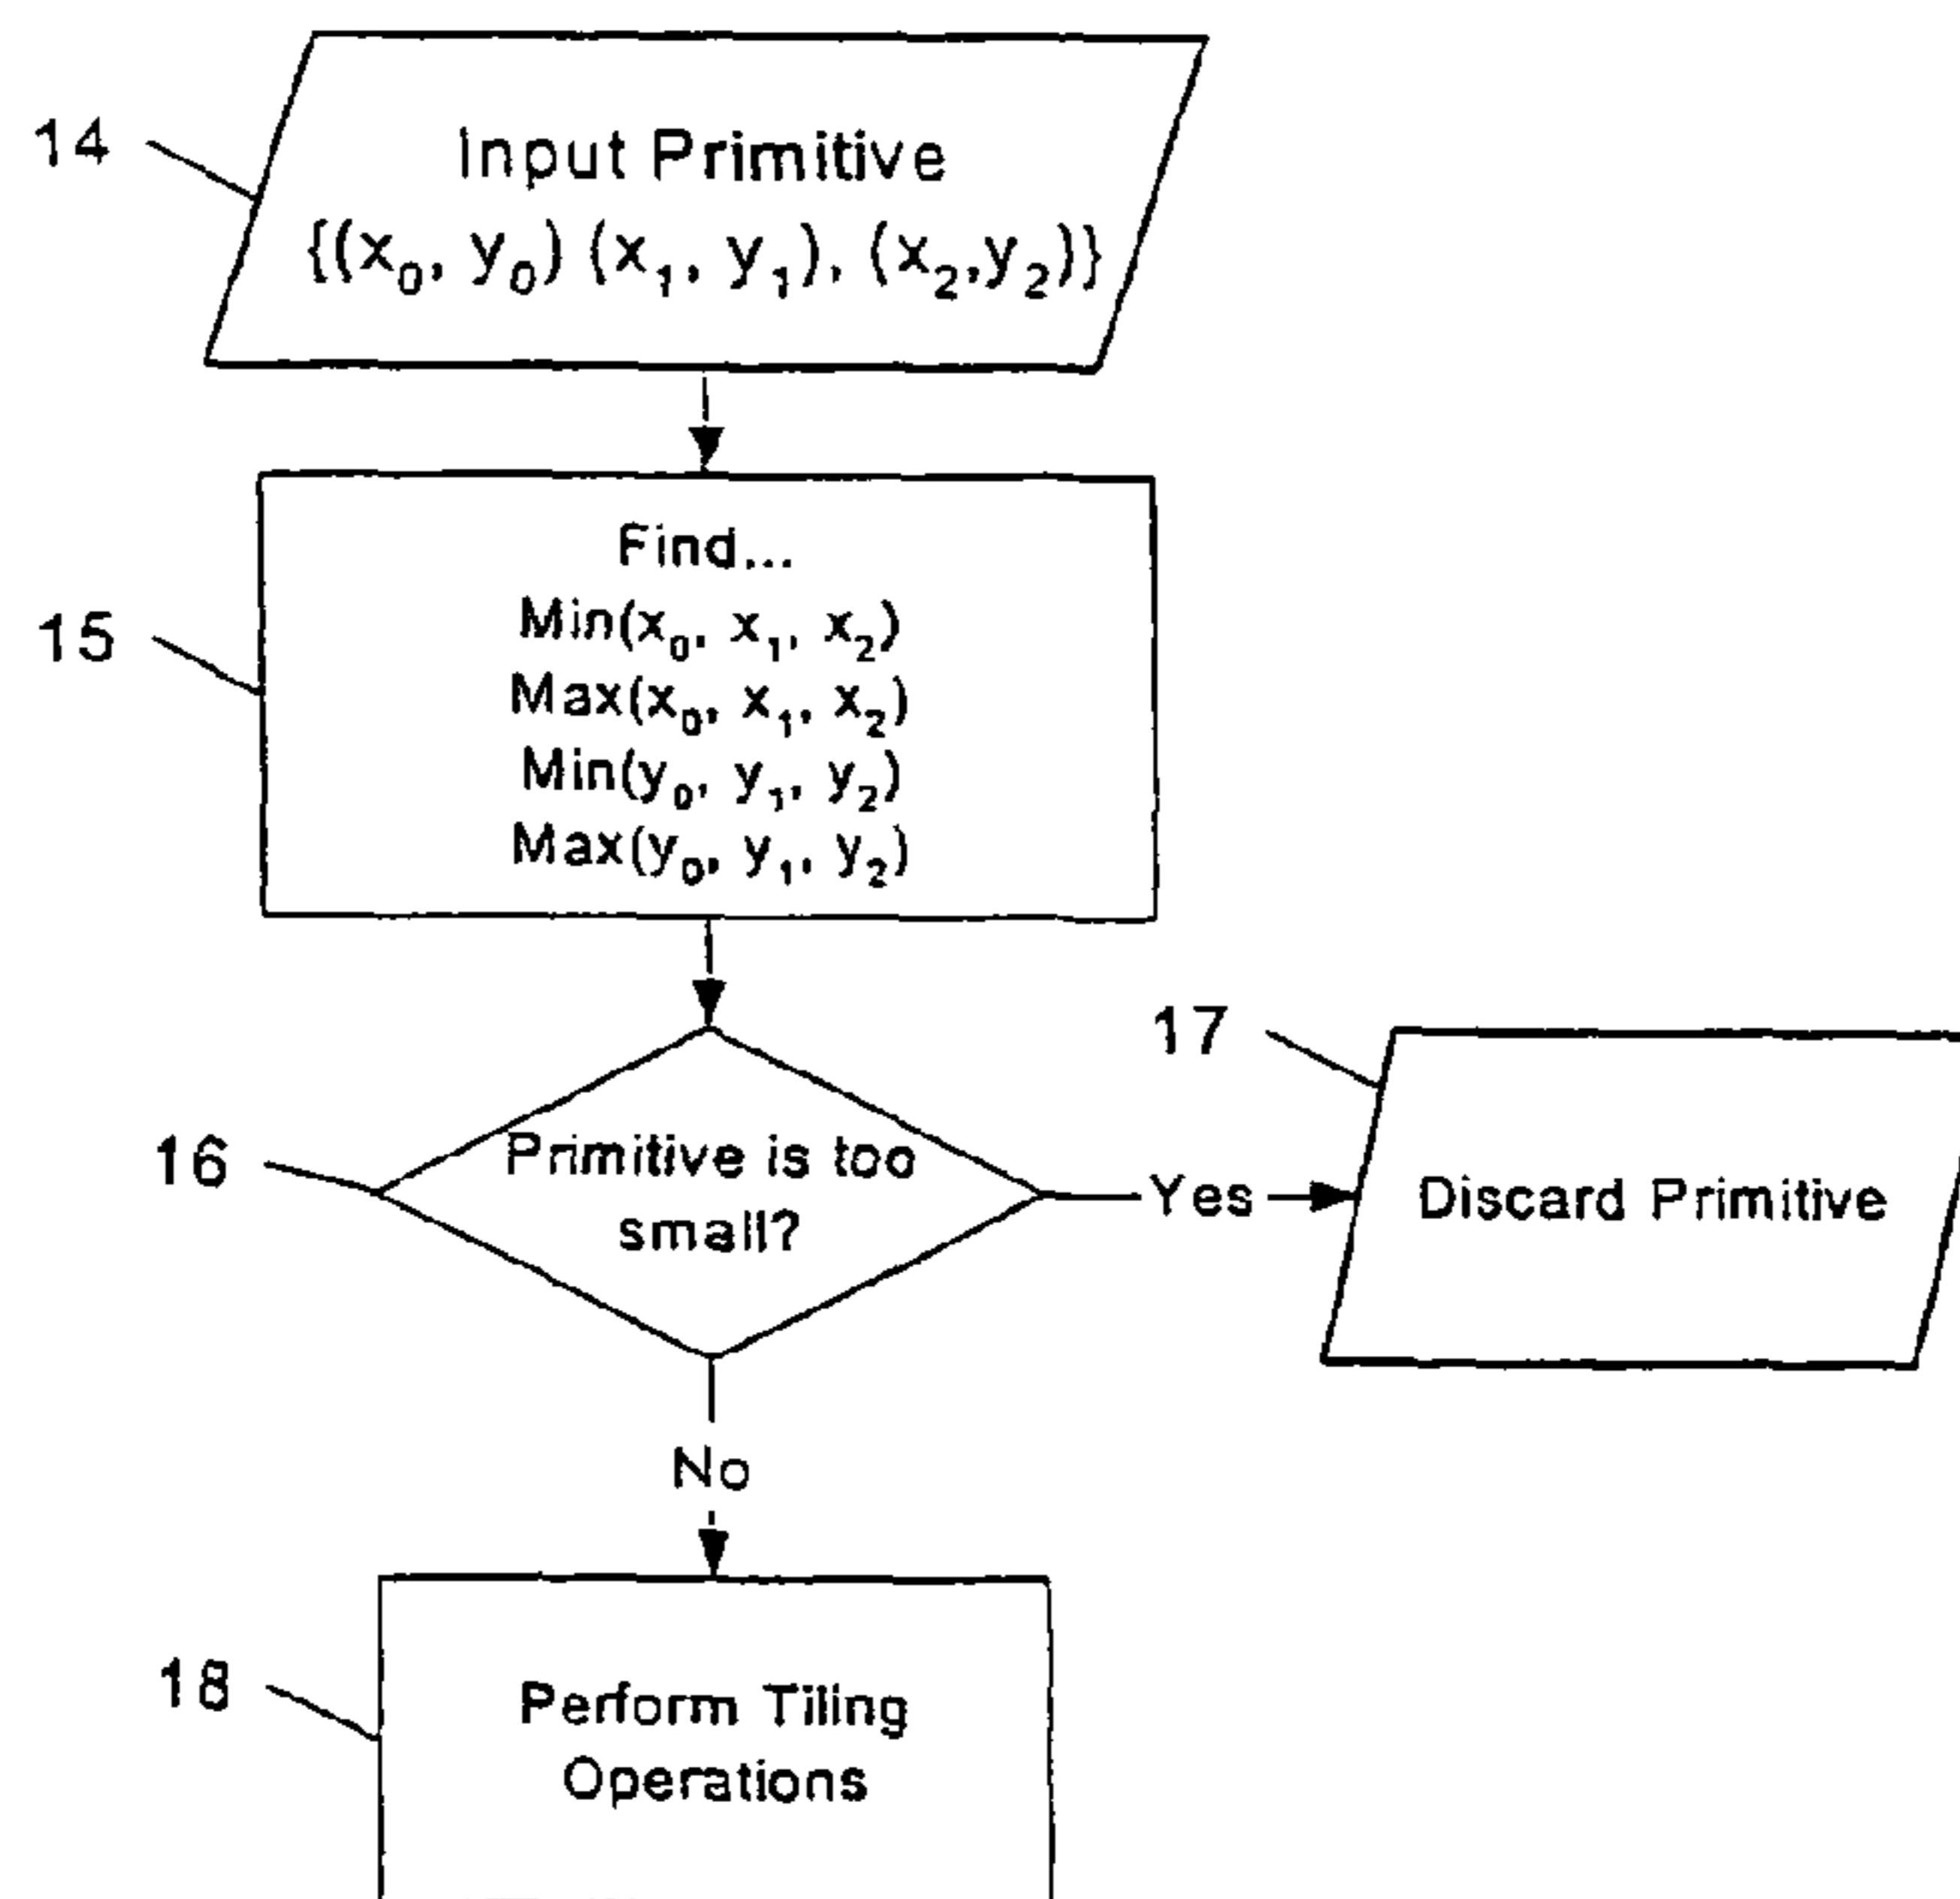 14
Input Primitive
{(x₀, y₀) (x₁, y₁), (x₂,y₂)}
15
Find...
Min(x₀, x₁, x₂)
Max(x₀, x₁, x₂)
Min(y₀, y₁, y₂)
Max(y₀, y₁, y₂)
16
Primitive is too
small?
Yes
17
Discard Primitive
No
18
Perform Tiling
Operations